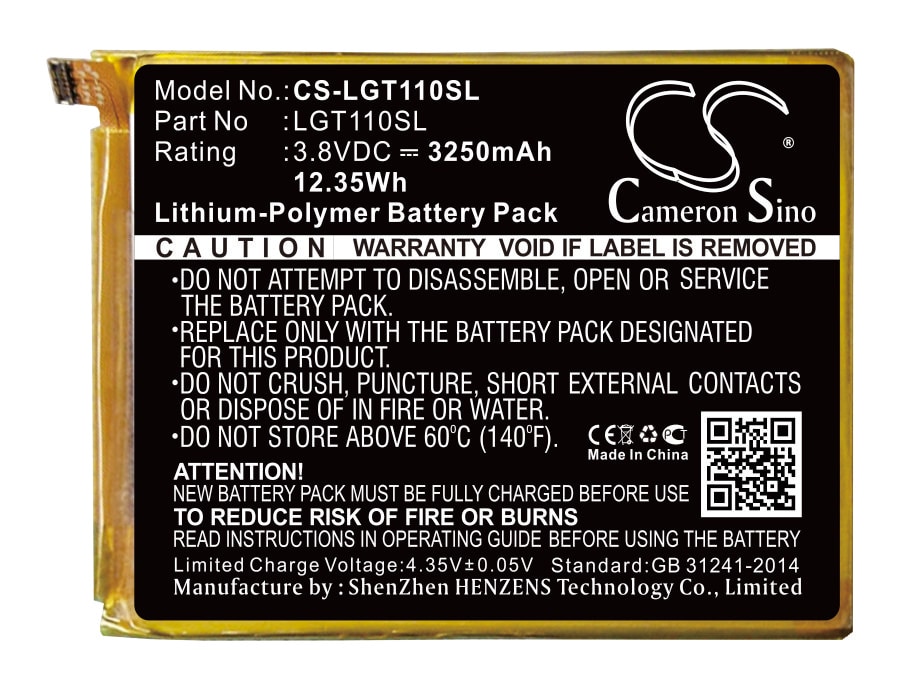 Model No.:CS-LGT110SL
Part No :LGT110SL
Rating :3.8VDC ⎓ 3250mAh
12.35Wh
Lithium-Polymer Battery Pack
CS
®
Cameron Sino
CAUTION WARRANTY VOID IF LABEL IS REMOVED
•DO NOT ATTEMPT TO DISASSEMBLE, OPEN OR SERVICE
THE BATTERY PACK.
•REPLACE ONLY WITH THE BATTERY PACK DESIGNATED
FOR THIS PRODUCT.
•DO NOT CRUSH, PUNCTURE, SHORT EXTERNAL CONTACTS
OR DISPOSE OF IN FIRE OR WATER.
•DO NOT STORE ABOVE 60°C (140°F).
CE PCT
Made In China
ATTENTION!
NEW BATTERY PACK MUST BE FULLY CHARGED BEFORE USE
TO REDUCE RISK OF FIRE OR BURNS
READ INSTRUCTIONS IN OPERATING GUIDE BEFORE USING THE BATTERY
Limited Charge Voltage:4.35V±0.05V Standard:GB 31241-2014
Manufacture by : ShenZhen HENZENS Technology Co., Limited